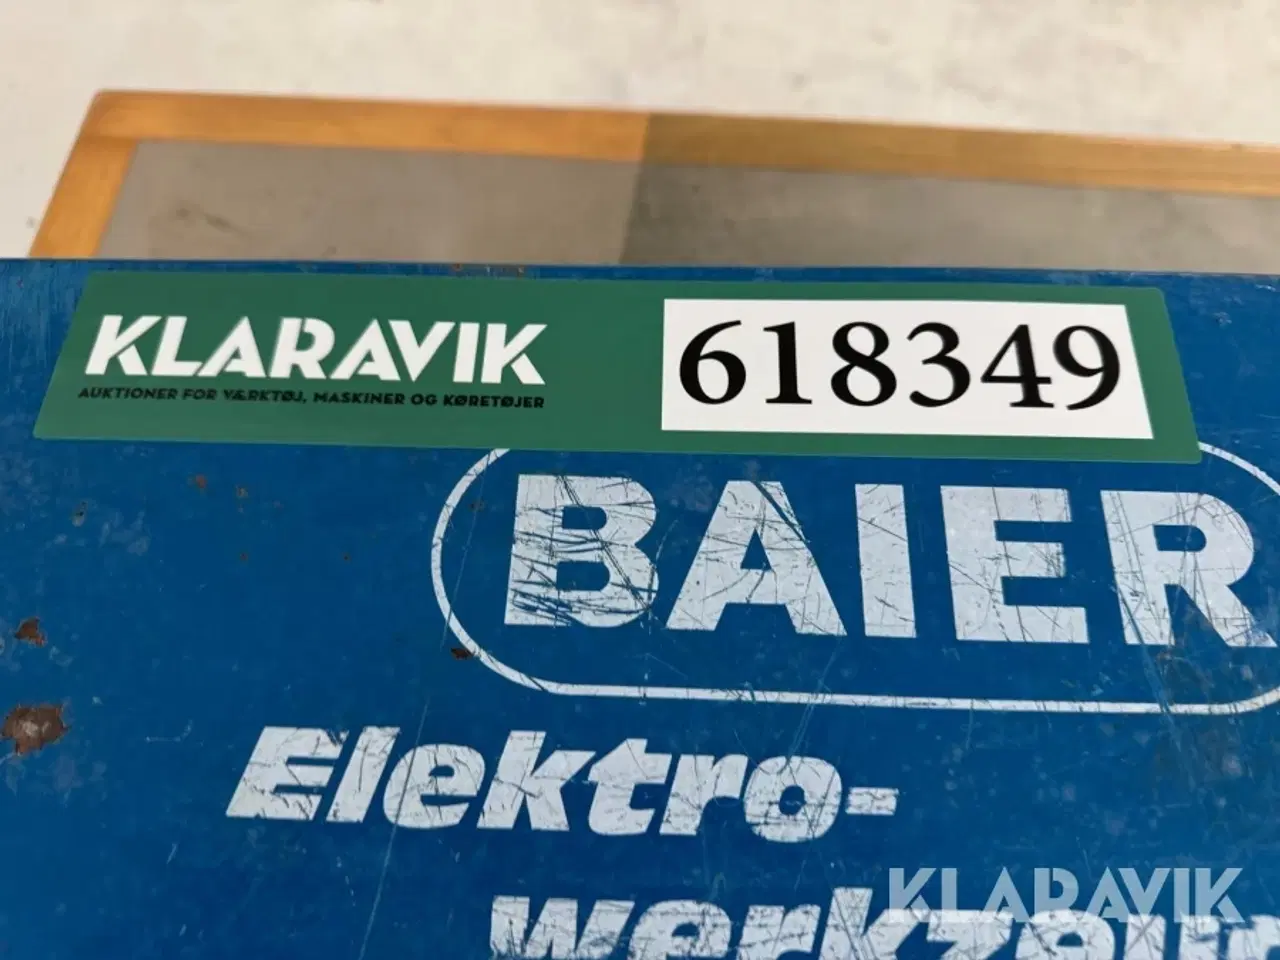 KLARAVIK
AUKTIONER FOR VÆRKTØJ, MASKINER OG KØRETØJER
618349
BAIER
Elektro-
KLARAVIK